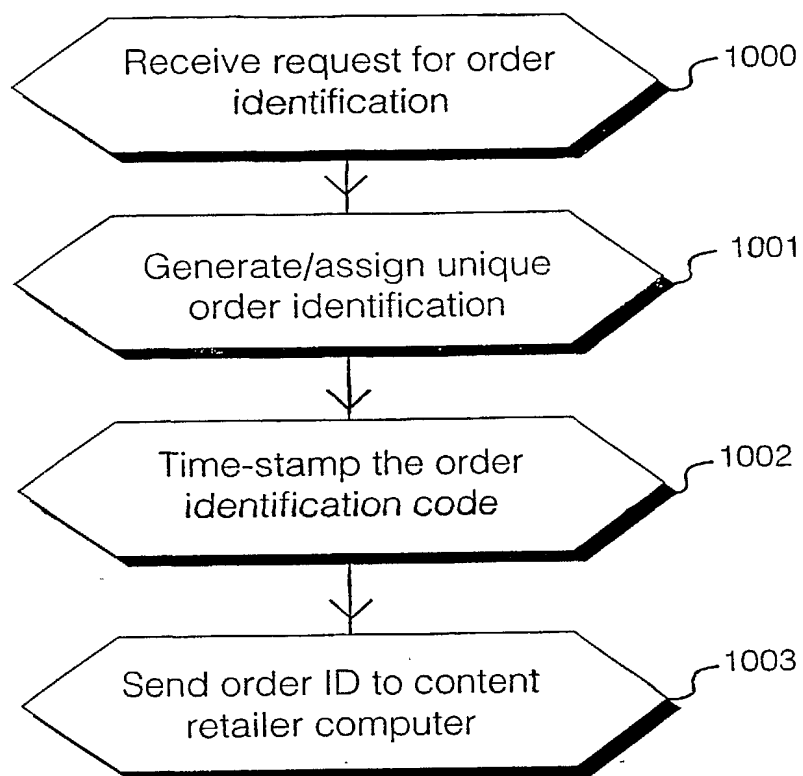 Receive request for order
identification
1000
Generate/assign unique
order identification
1001
Time-stamp the order
identification code
1002
Send order ID to content
retailer computer
1003